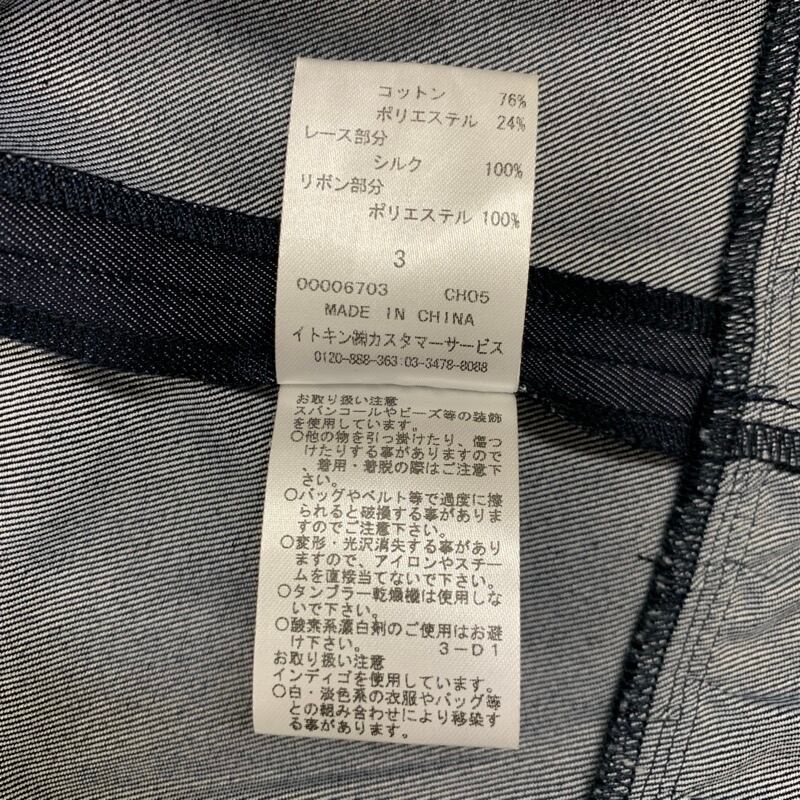 コットン 76%
ポリエステル 24%
レース部分
シルク 100%
リボン部分
ポリエステル 100%
3
00006703 CH05
MADE IN CHINA
イトキン㈱カスタマーサービス
0120-888-363:03-3478-8088
お取り扱い注意
スパンコールやビーズ等の装飾
を使用しています。
○他の物を引っ掛けたり、傷つ
けたりする事がありますので
、着用・着脱の際はご注意下
さい。
○バッグやベルト等で過度に擦
られると破損する事がありま
すのでご注意下さい。
○変形・光沢消失する事があり
ますので、アイロンやスチー
ムを直接当てないで下さい。
○タンブラー乾燥機は使用しな
いで下さい。
○酸素系漂白剤のご使用はお避
け下さい。 3-D1
お取り扱い注意
インディゴを使用しています。
○白・淡色系の衣服やバッグ等
との組み合わせにより移染す
る事があります。